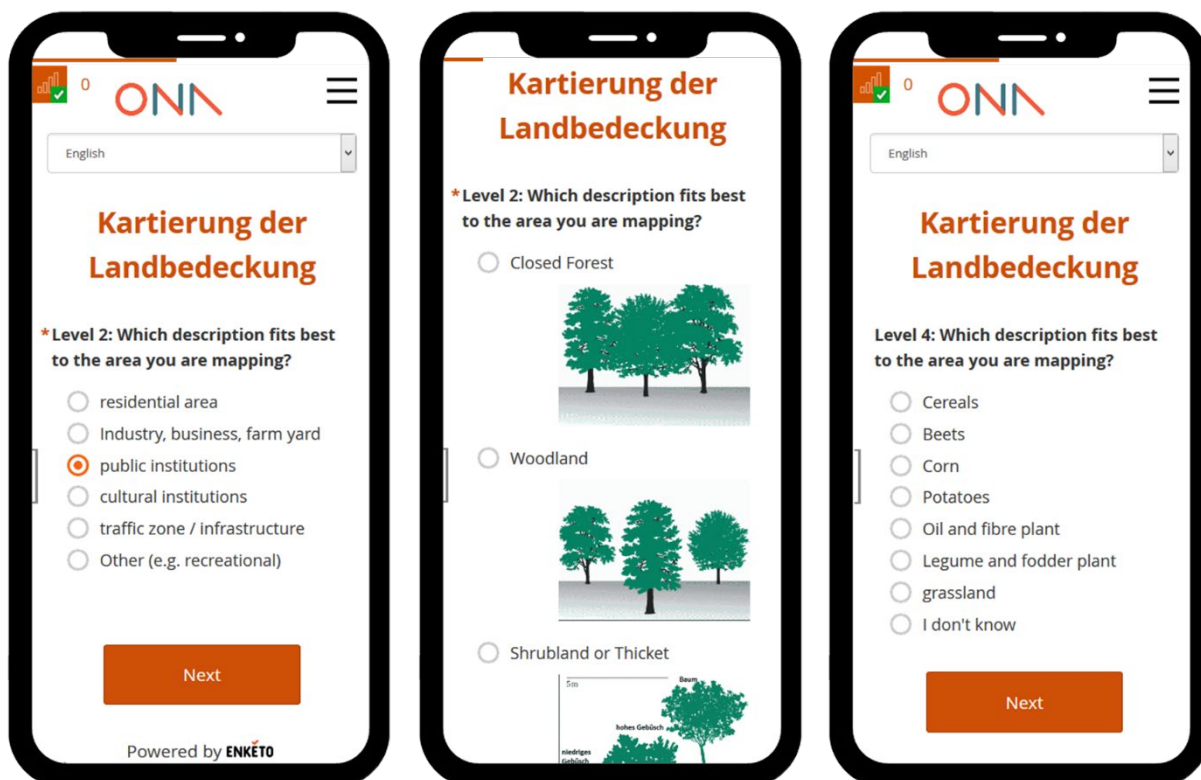 0
ONA
English
Kartierung der
Landbedeckung
*Level 2: Which description fits best
to the area you are mapping?
residential area
Industry, business, farm yard
public institutions
cultural institutions
traffic zone / infrastructure
Other (e.g. recreational)
Next
Powered by ENKETO
Kartierung der
Landbedeckung
*Level 2: Which description fits best
to the area you are mapping?
Closed Forest
Woodland
Shrubland or Thicket
5m
Baum
hohes Gebüsch
niedriges
Gebüsch
0
ONA
English
Kartierung der
Landbedeckung
Level 4: Which description fits best
to the area you are mapping?
Cereals
Beets
Corn
Potatoes
Oil and fibre plant
Legume and fodder plant
grassland
I don't know
Next